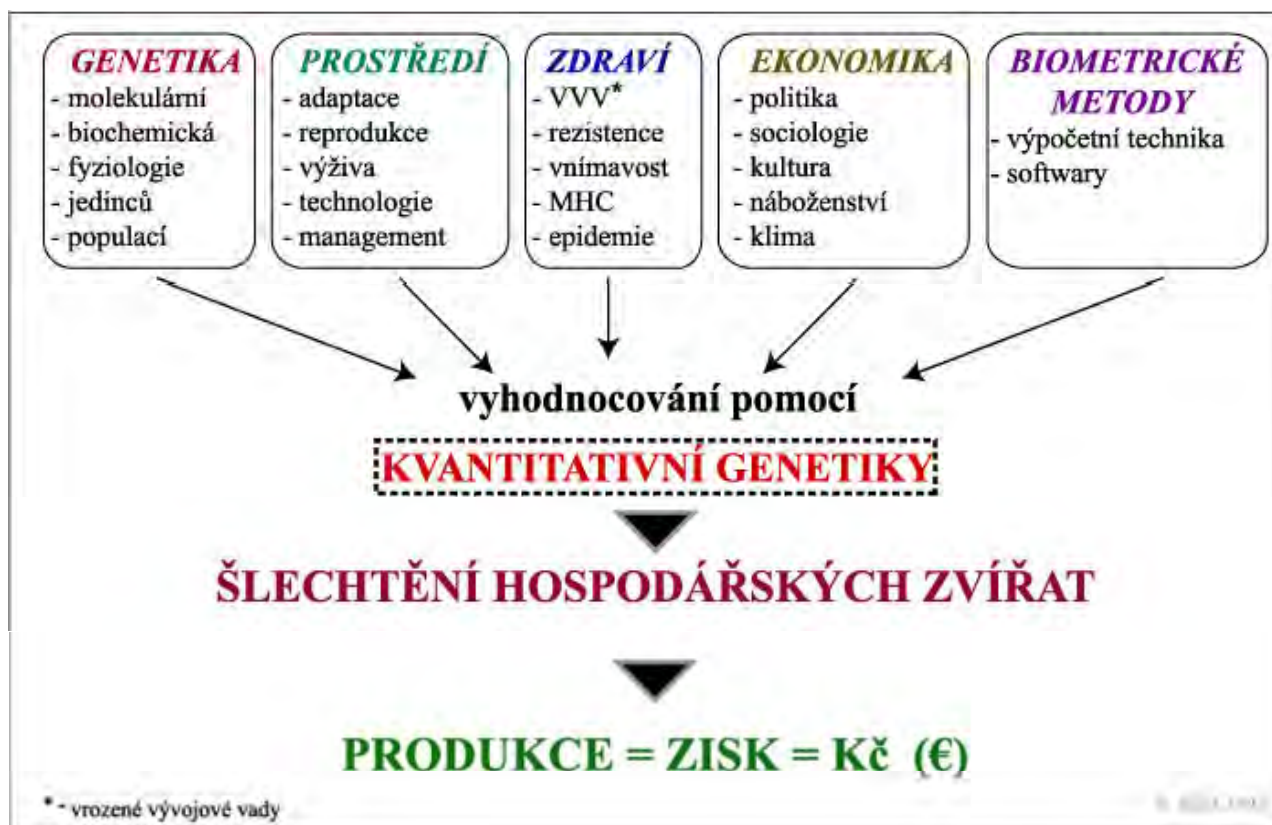 GENETIKA
- molekulární
- biochemická
- fyziologie
- jedinců
- populací
PROSTŘEDÍ
- adaptace
- reprodukce
- výživa
- technologie
- management
ZDRAVÍ
- VVV*
- rezistence
- vnímavost
- MHC
- epidemie
EKONOMIKA
- politika
- sociologie
- kultura
- náboženství
- klima
BIOMETRICKÉ
METODY
- výpočetní technika
- softwary
vyhodnocování pomocí
KVANTITATIVNÍ GENETIKY
ŠLECHTĚNÍ HOSPODÁŘSKÝCH ZVÍŘAT
PRODUKCE = ZISK = Kč (€)
* - vrozené vývojové vady